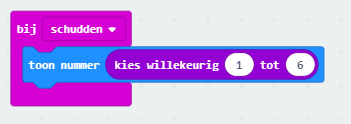 bij schudden
toon nummer kies willekeurig 1 tot 6